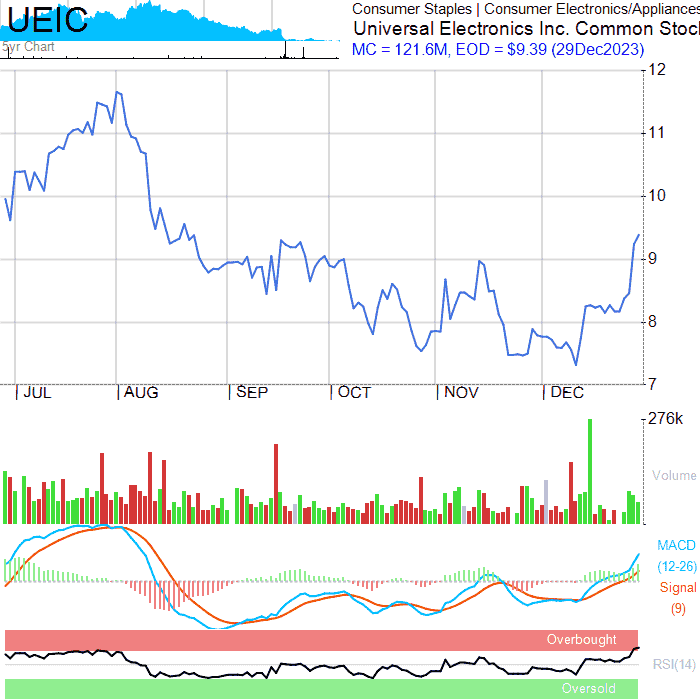 UEIC
5yr Chart
Consumer Staples | Consumer Electronics/Appliances
Universal Electronics Inc. Common Stoc
MC = 121.6M, EOD = $9.39 (29Dec2023)
12
11
10
9
8
7
JUL
AUG
SEP
OCT
NOV
DEC
276k
Volume
MACD
(12-26)
Signal
(9)
Overbought
RSI(14)
Oversold